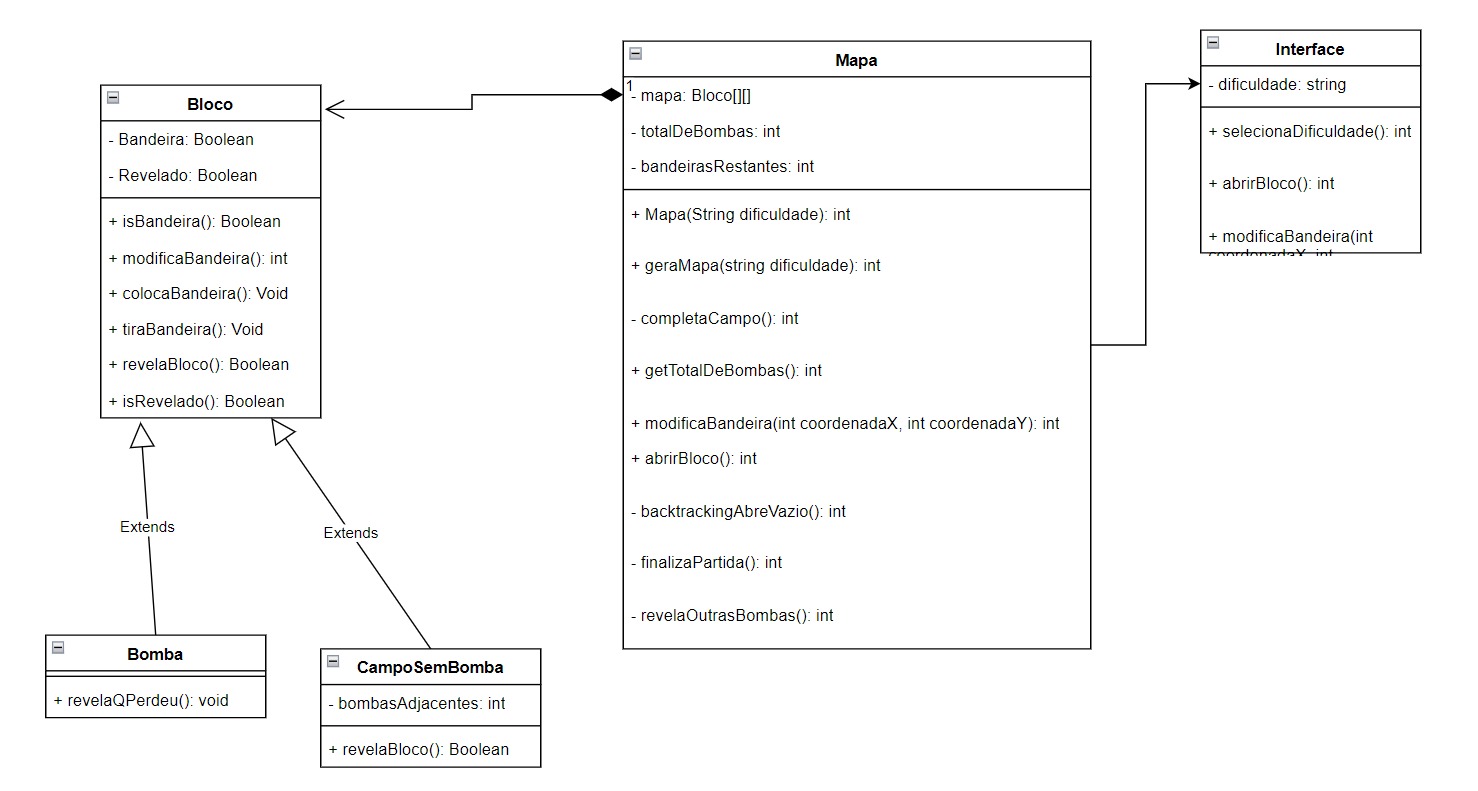 Bloco
- Bandeira: Boolean
- Revelado: Boolean
+ isBandeira(): Boolean
+ modificaBandeira(): int
+ colocaBandeira(): Void
+ tiraBandeira(): Void
+ revelaBloco(): Boolean
+ isRevelado(): Boolean
Extends
Extends
Bomba
+ revelaQPerdeu(): void
CampoSemBomba
- bombasAdjacentes: int
+ revelaBloco(): Boolean
Mapa
1
- mapa: Bloco[][]
- totalDeBombas: int
- bandeirasRestantes: int
+ Mapa(String dificuldade): int
+ geraMapa(string dificuldade): int
- completaCampo(): int
+ getTotalDeBombas(): int
+ modificaBandeira(int coordenadaX, int coordenadaY): int
+ abrirBloco(): int
- backtrackingAbreVazio(): int
- finalizaPartida(): int
- revelaOutrasBombas(): int
Interface
- dificuldade: string
+ selecionaDificuldade(): int
+ abrirBloco(): int
+ modificaBandeira(int
coordenadaX, int